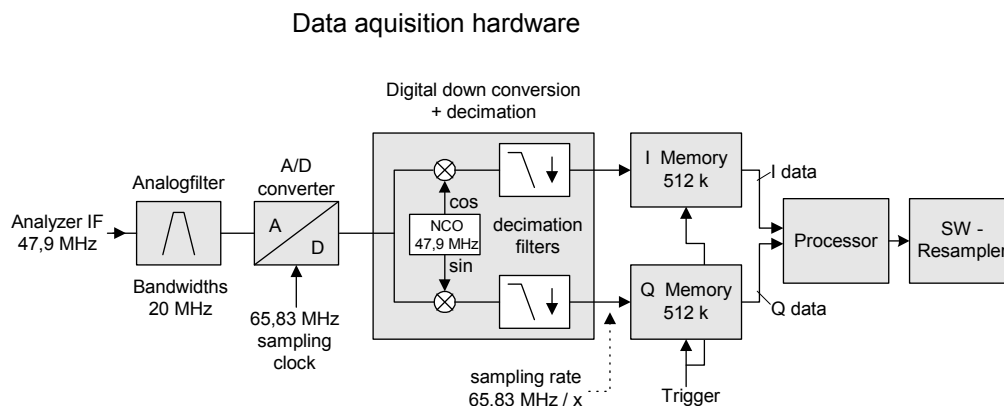 Data aquisition hardware
Digital down conversion
+ decimation
A/D
converter
Analogfilter
Analyzer IF
47,9 MHz
Bandwidths
20 MHz
A
D
65,83 MHz
sampling
clock
cos
NCO
47,9 MHz
sin
decimation
filters
sampling rate
65,83 MHz / x
I Memory
512 k
Q Memory
512 k
Trigger
I data
Q data
Processor
SW -
Resampler